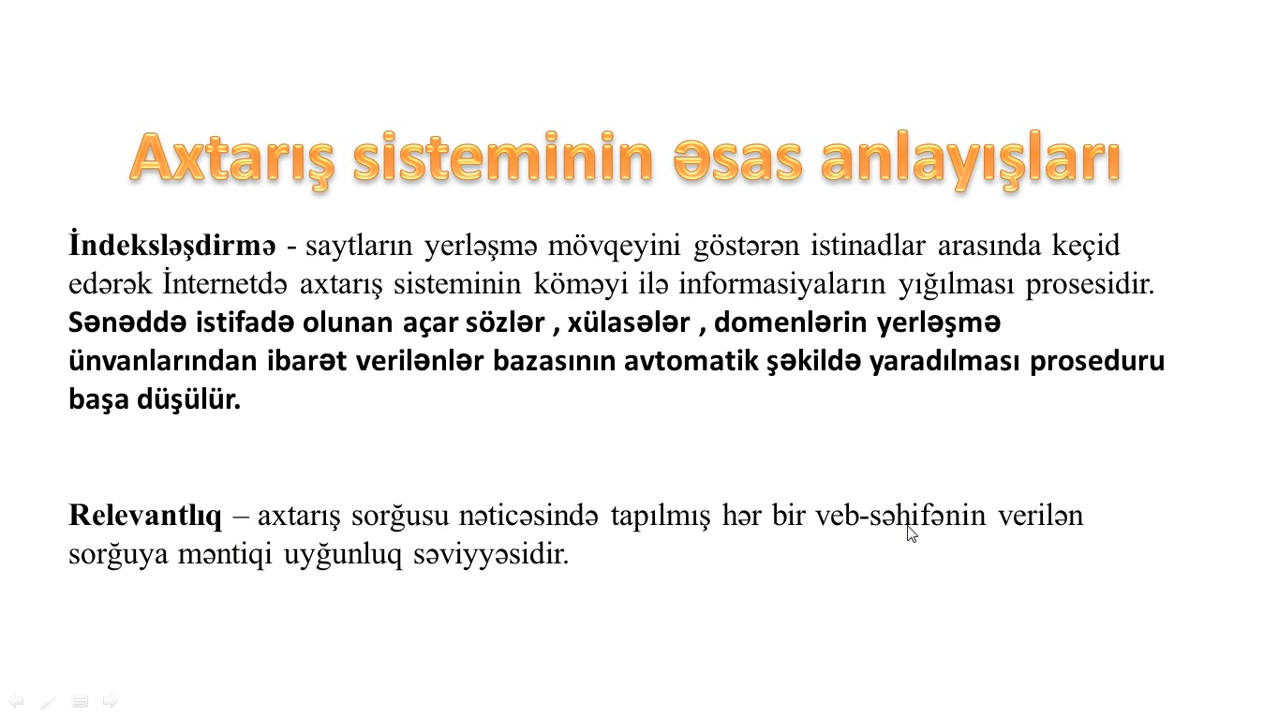 Axtarış sisteminin əsas anlayışları
İndeksləşdirmə - saytların yerləşmə mövqeyini göstərən istinadlar arasında keçid
edərək İnternetdə axtarış sisteminin köməyi ilə informasiyaların yığılması prosesidir.
Sənəddə istifadə olunan açar sözlər , xülasələr , domenlərin yerləşmə
ünvanlarından ibarət verilənlər bazasının avtomatik şəkildə yaradılması proseduru
başa düşülür.
Relevantlıq – axtarış sorğusu nəticəsində tapılmış hər bir veb-səhifənin verilən
sorğuya məntiqi uyğunluq səviyyəsidir.